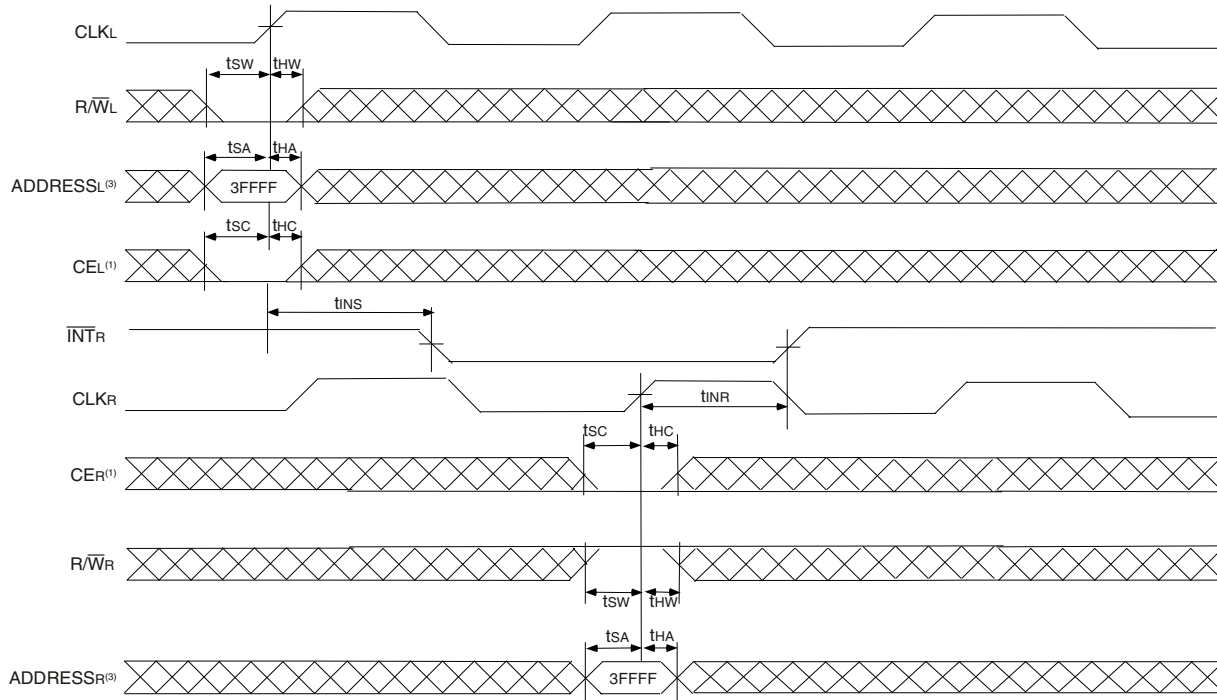 CLKL
tSW tHW
R/W̅L
tSA tHA
ADDRESSL(3) 3FFFF
tSC tHC
CEL(1)
tINS
I̅N̅T̅R
CLKR
tINR
tSC tHC
CER(1)
R/W̅R
tSW tHW
tSA tHA
ADDRESSR(3) 3FFFF